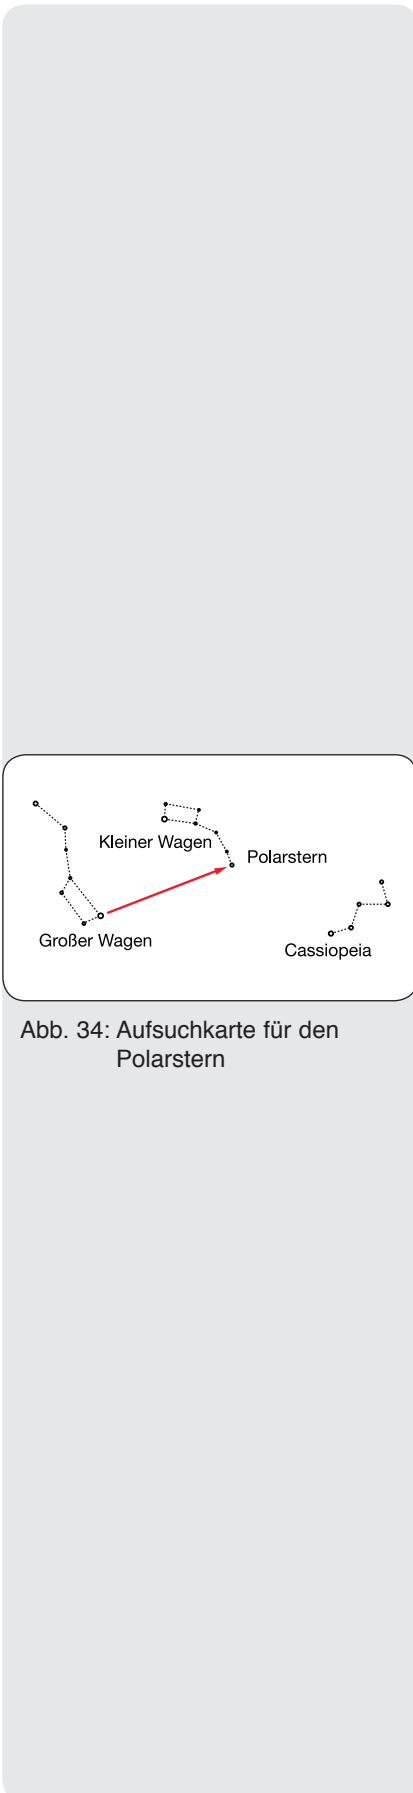 Kleiner Wagen
Polarstern
Großer Wagen
Cassiopeia
Abb. 34: Aufsuchkarte für den
Polarstern